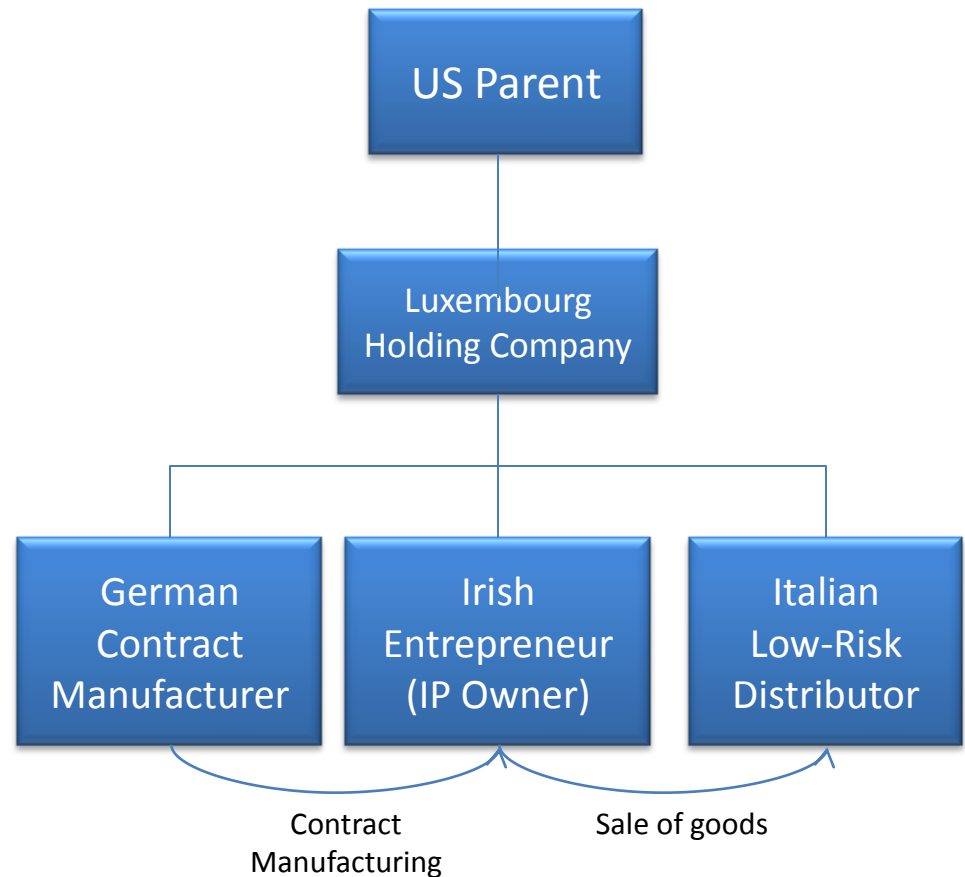 US Parent
Luxembourg
Holding Company
German
Contract
Manufacturer
Irish
Entrepreneur
(IP Owner)
Italian
Low-Risk
Distributor
Contract
Manufacturing
Sale of goods